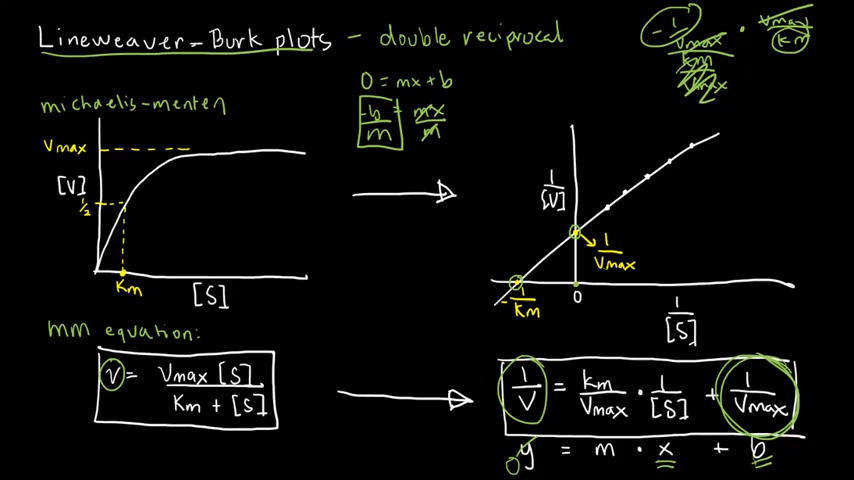 Lineweaver-Burk plots - double reciprocal
-1/Vmax/Km/Vmax · Vmax/Km
0 = mx + b
-b/m = mx/m
michaelis-menten
Vmax
[V]
1/2
Km
[S]
1/[V]
1/Vmax
-1/Km
0
1/[S]
MM equation:
V = Vmax [S] / Km + [S]
1/V = Km/Vmax · 1/[S] + 1/Vmax
y = m · x + b
0